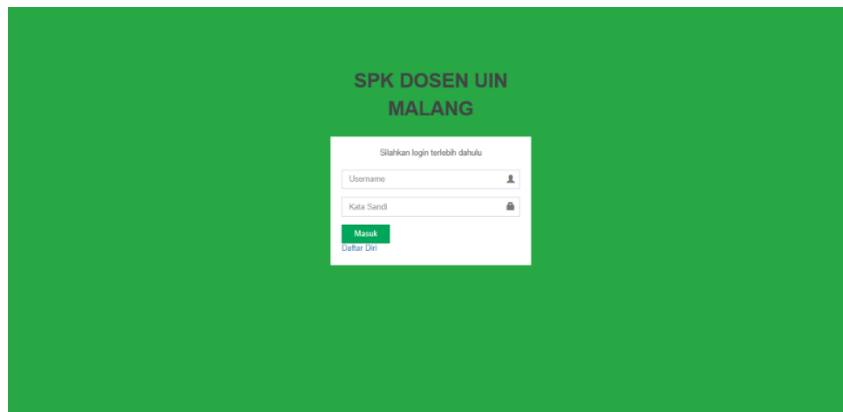 SPK DOSEN UIN
MALANG
Silahkan login terlebih dahulu
Username
Kata Sandi
Masuk
Daftar Diri